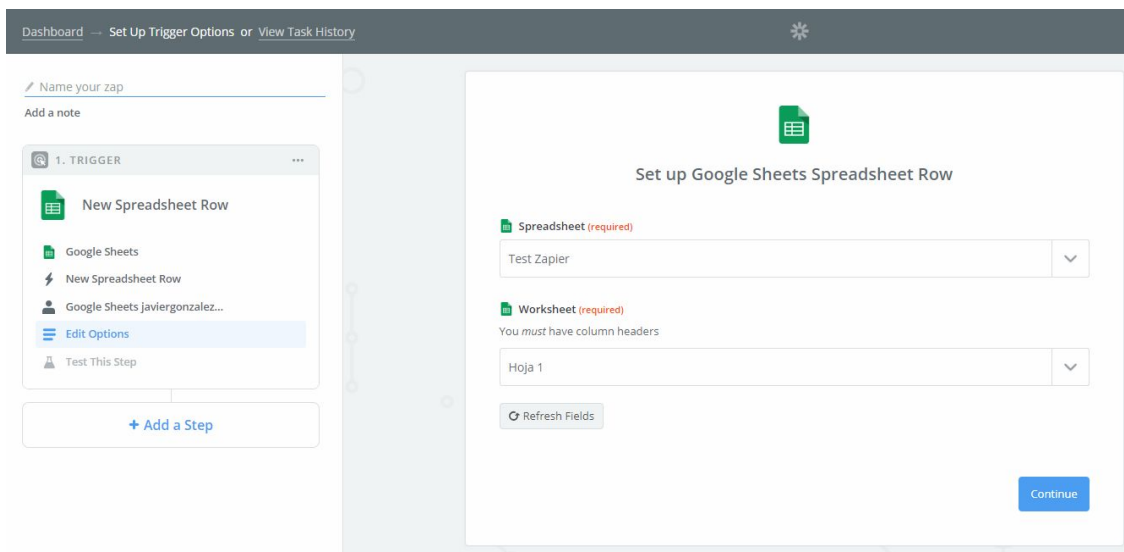 Dashboard → Set Up Trigger Options or View Task History
Name your zap
Add a note
1. TRIGGER
New Spreadsheet Row
Google Sheets
New Spreadsheet Row
Google Sheets javiergonzalez...
Edit Options
Test This Step
+ Add a Step
Set up Google Sheets Spreadsheet Row
Spreadsheet (required)
Test Zapier
Worksheet (required)
You must have column headers
Hoja 1
Refresh Fields
Continue